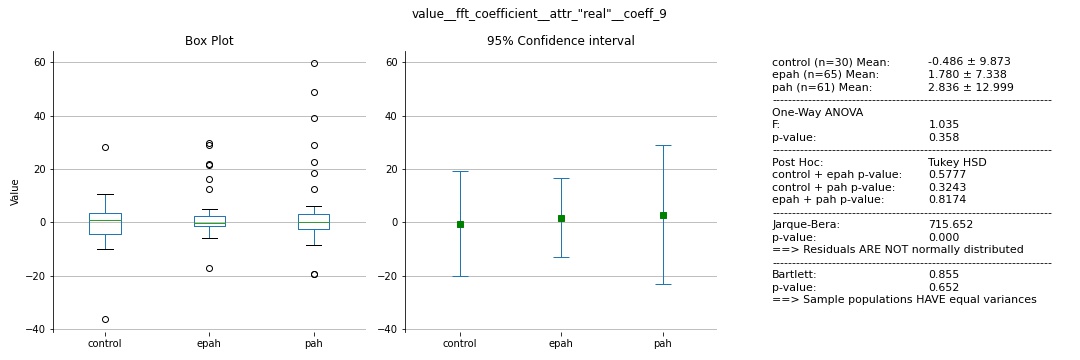 value__fft_coefficient__attr_"real"__coeff_9
Box Plot
Value
60
40
20
0
−20
−40
control epah pah
95% Confidence interval
60
40
20
0
−20
−40
control epah pah
control (n=30) Mean: -0.486 ± 9.873
epah (n=65) Mean: 1.780 ± 7.338
pah (n=61) Mean: 2.836 ± 12.999
One-Way ANOVA
F: 1.035
p-value: 0.358
Post Hoc: Tukey HSD
control + epah p-value: 0.5777
control + pah p-value: 0.3243
epah + pah p-value: 0.8174
Jarque-Bera: 715.652
p-value: 0.000
==> Residuals ARE NOT normally distributed
Bartlett: 0.855
p-value: 0.652
==> Sample populations HAVE equal variances